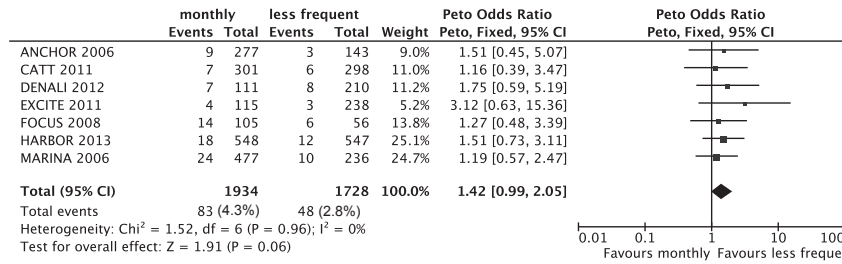 monthly less frequent Peto Odds Ratio Peto Odds Ratio
Events Total Events Total Weight Peto, Fixed, 95% CI Peto, Fixed, 95% CI
ANCHOR 2006 9 277 3 143 9.0% 1.51 [0.45, 5.07]
CATT 2011 7 301 6 298 11.0% 1.16 [0.39, 3.47]
DENALI 2012 7 111 8 210 11.2% 1.75 [0.59, 5.19]
EXCITE 2011 4 115 3 238 5.2% 3.12 [0.63, 15.36]
FOCUS 2008 14 105 6 56 13.8% 1.27 [0.48, 3.39]
HARBOR 2013 18 548 12 547 25.1% 1.51 [0.73, 3.11]
MARINA 2006 24 477 10 236 24.7% 1.19 [0.57, 2.47]
Total (95% CI) 1934 1728 100.0% 1.42 [0.99, 2.05]
Total events 83 (4.3%) 48 (2.8%)
Heterogeneity: Chi² = 1.52, df = 6 (P = 0.96); I² = 0%
Test for overall effect: Z = 1.91 (P = 0.06)
0.01 0.1 1 10 100
Favours monthly Favours less freque